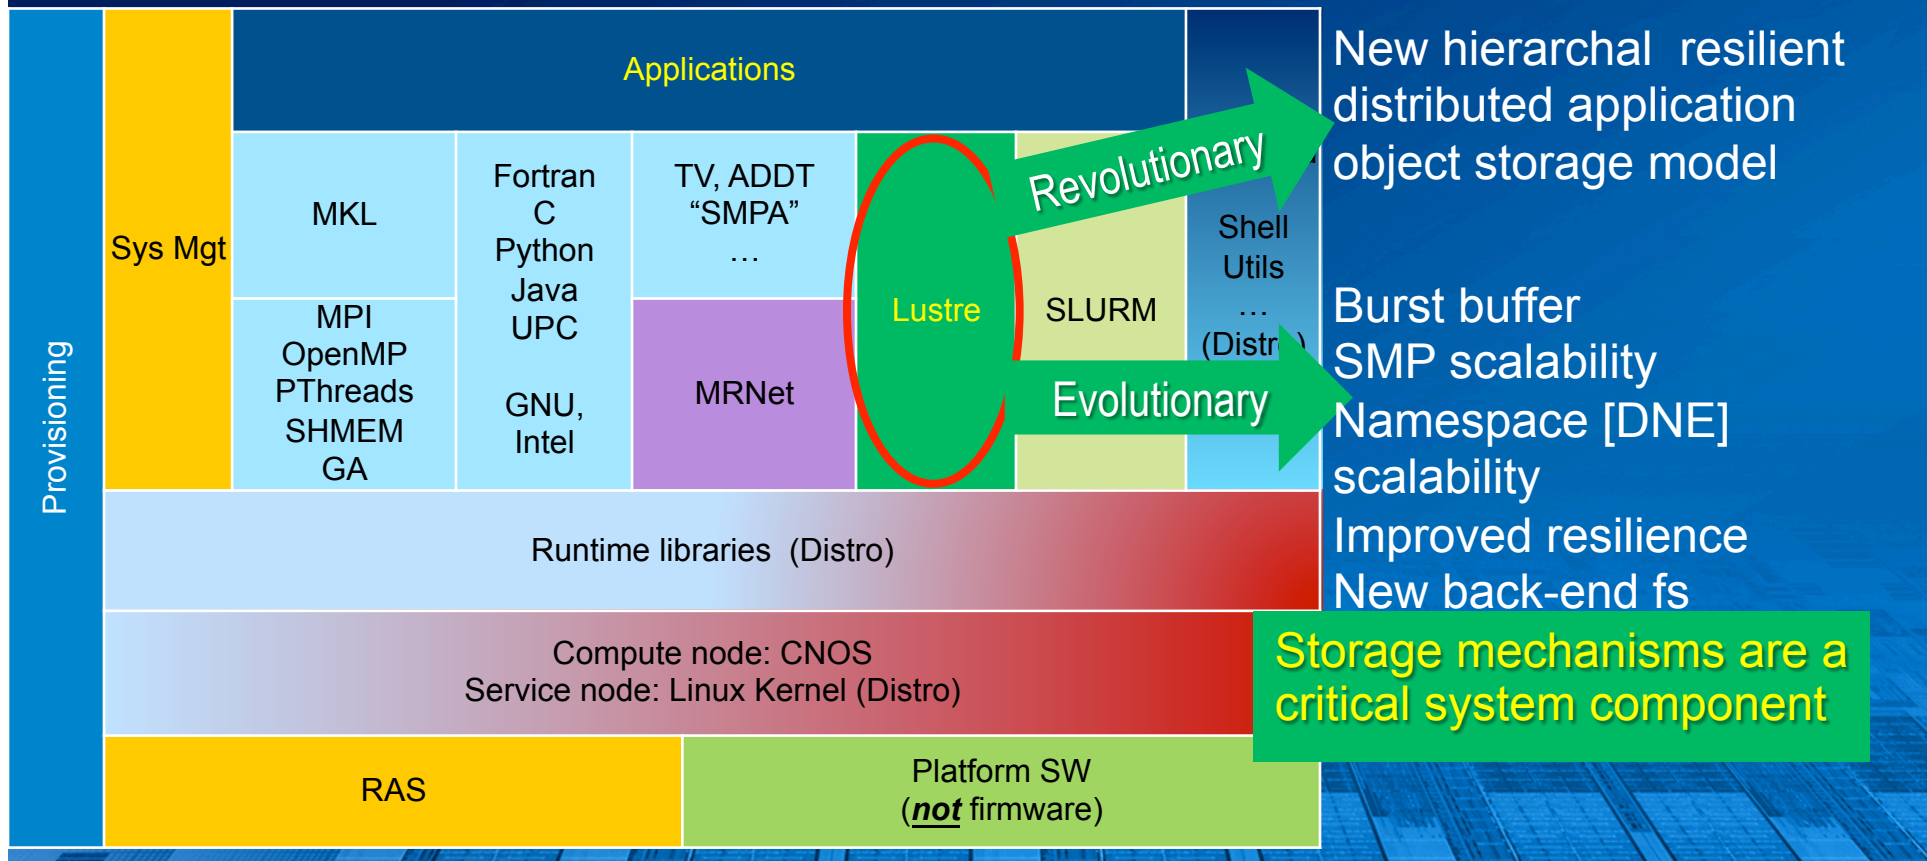 Applications
New hierarchal  resilient
distributed application
object storage model
Revolutionary
Provisioning
Sys Mgt
MKL
MPI
OpenMP
PThreads
SHMEM
GA
Fortran
C
Python
Java
UPC
GNU,
Intel
TV, ADDT
“SMPA”
…
MRNet
Lustre
SLURM
Shell
Utils
…
Evolutionary
Burst buffer
SMP scalability
Namespace [DNE]
scalability
Improved resilience
New back-end fs
Runtime libraries  (Distro)
Compute node: CNOS
Service node: Linux Kernel (Distro)
Storage mechanisms are a
critical system component
RAS
Platform SW
(not firmware)